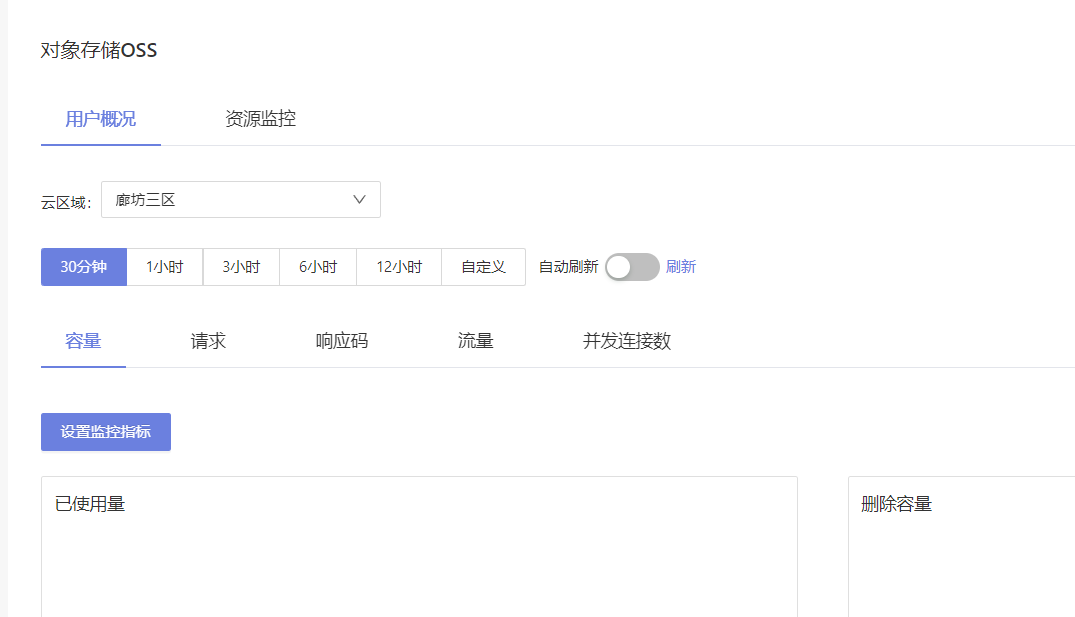 对象存储OSS
用户概况 资源监控
云区域: 廊坊三区
30分钟 1小时 3小时 6小时 12小时 自定义 自动刷新 刷新
容量 请求 响应码 流量 并发连接数
设置监控指标
已使用量 删除容量